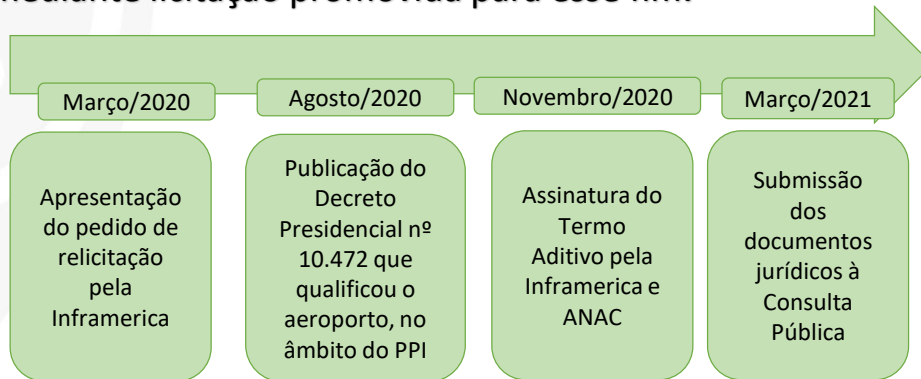 mediante licitação promovida para esse fim.
Março/2020
Agosto/2020
Novembro/2020
Março/2021
Apresentação
do pedido de
relicitação
pela
Inframerica
Publicação do
Decreto
Presidencial nº
10.472 que
qualificou o
aeroporto, no
âmbito do PPI
Assinatura do
Termo
Aditivo pela
Inframerica e
ANAC
Submissão
dos
documentos
jurídicos à
Consulta
Pública